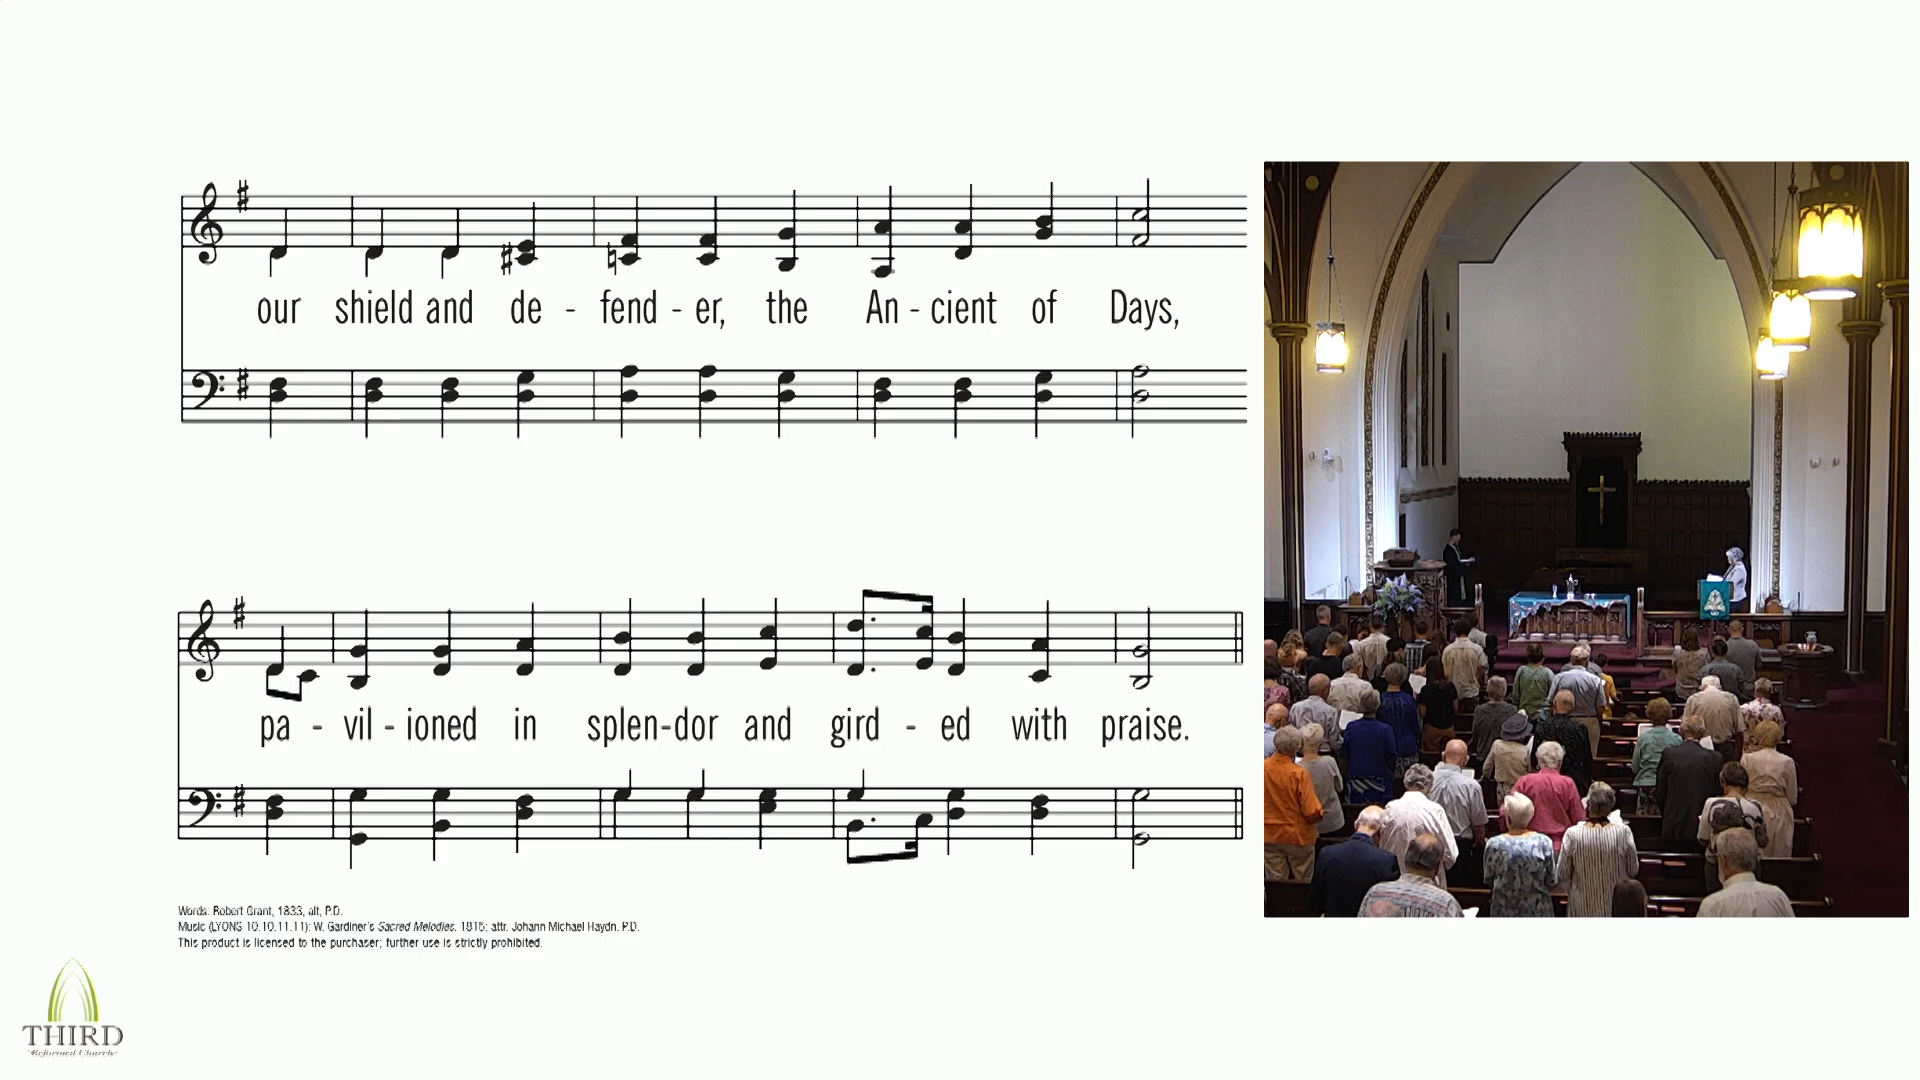 our shield and de - fend - er, the An - cient of Days,
pa - vil - ioned in splen-dor and gird - ed with praise.
Words: Robert Grant, 1833, alt, P.D.
Music (LYONS 10.10.11.11): W. Gardiner's Sacred Melodies, 1815; attr. Johann Michael Haydn, P.D.
This product is licensed to the purchaser; further use is strictly prohibited.
THIRD
Reformed Church